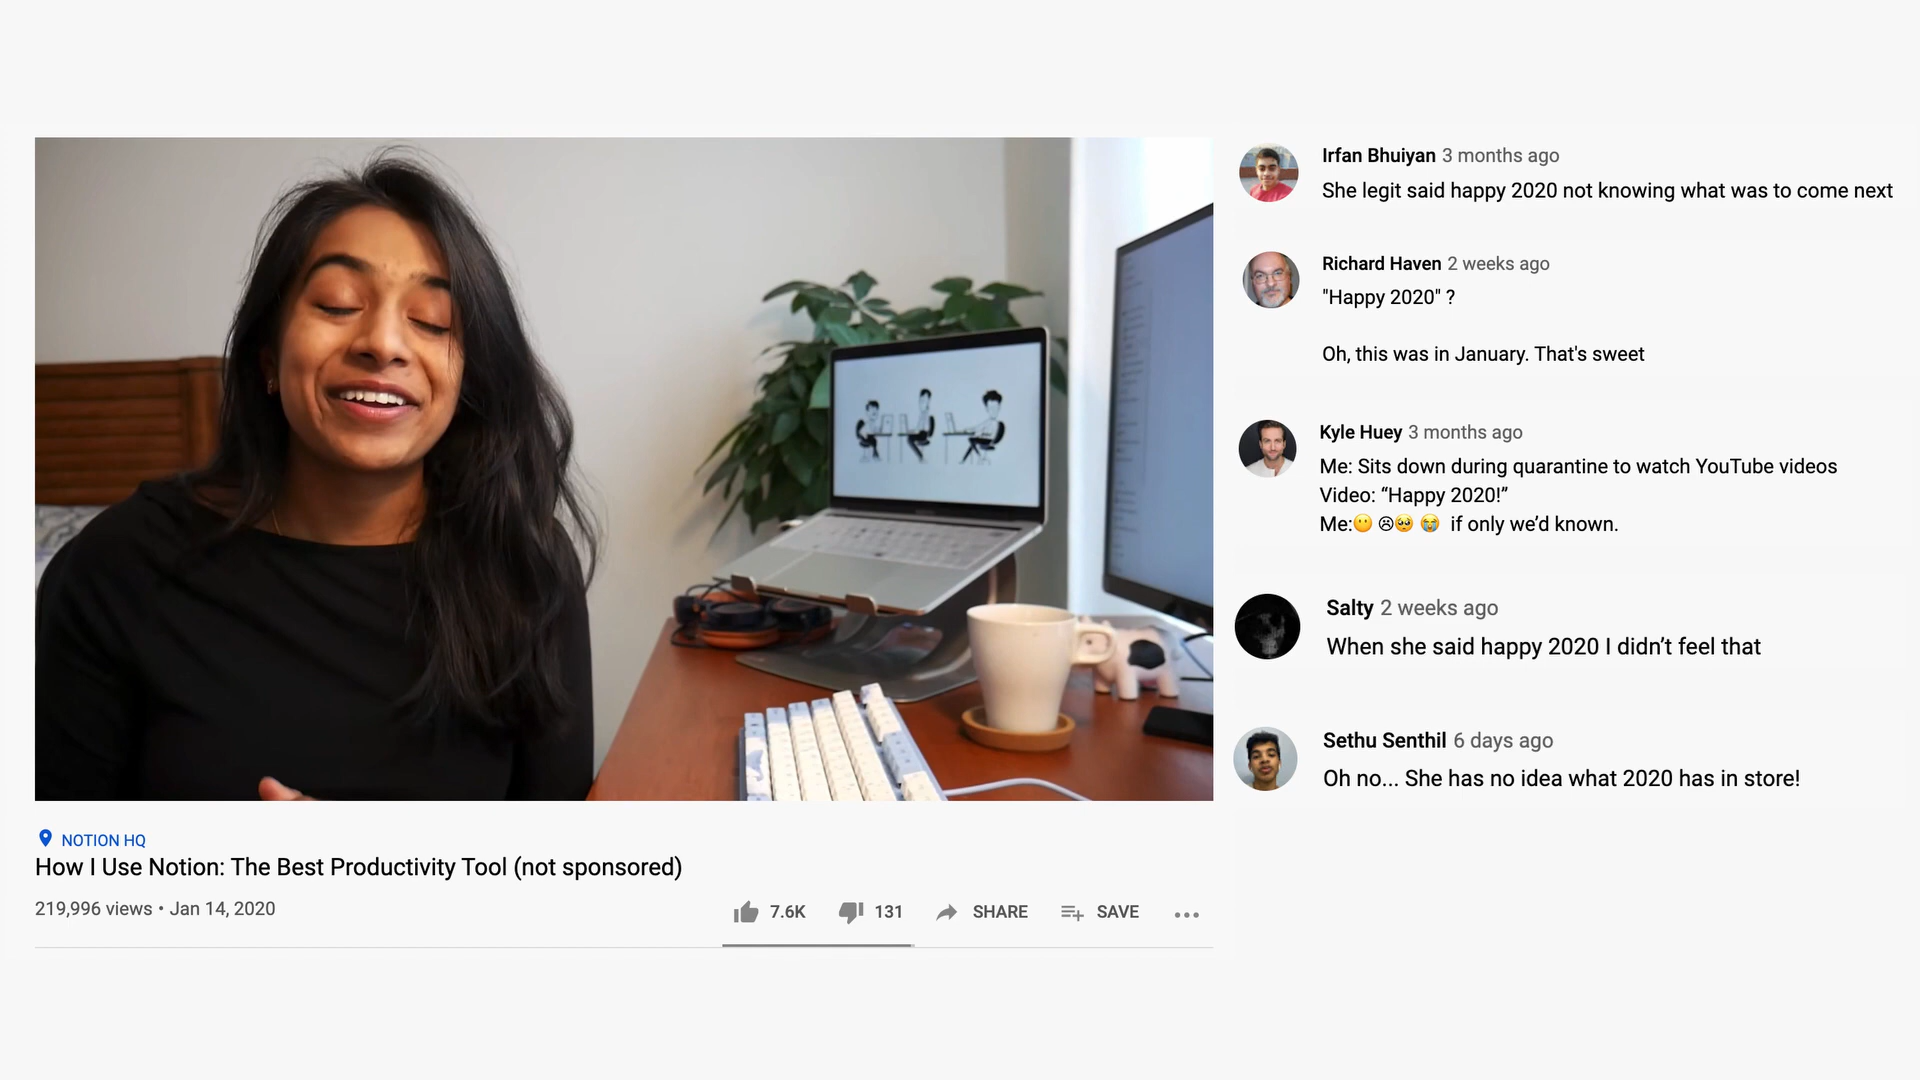 Irfan Bhuiyan 3 months ago
She legit said happy 2020 not knowing what was to come next
Richard Haven 2 weeks ago
"Happy 2020" ?
Oh, this was in January. That's sweet
Kyle Huey 3 months ago
Me: Sits down during quarantine to watch YouTube videos
Video: “Happy 2020!”
Me:😶 ☹🥺 😭 if only we’d known.
Salty 2 weeks ago
When she said happy 2020 I didn’t feel that
Sethu Senthil 6 days ago
Oh no... She has no idea what 2020 has in store!
NOTION HQ
How I Use Notion: The Best Productivity Tool (not sponsored)
219,996 views • Jan 14, 2020
7.6K 131 SHARE SAVE